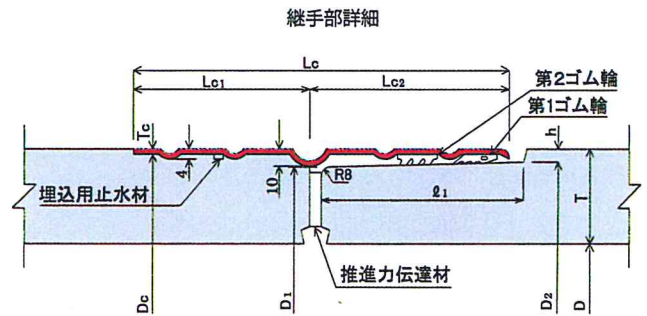 継手部詳細
Lc
Lc1
Lc2
第2ゴム輪
第1ゴム輪
Tc
h
4
10
R8
埋込用止水材
ℓ1
T
推進力伝達材
Dc
D1
D2
D